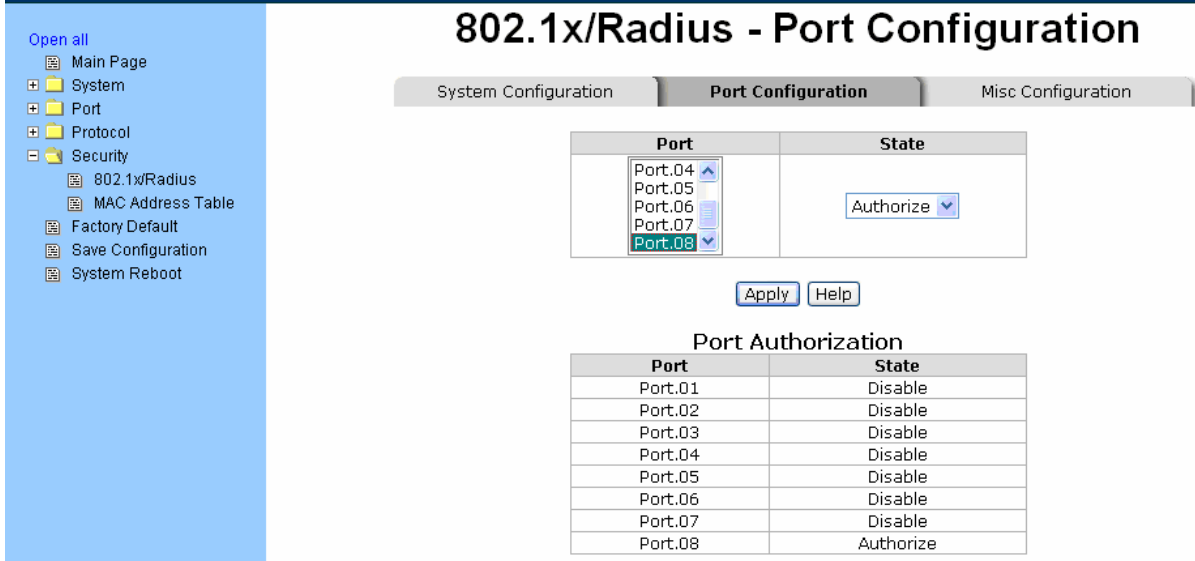 802.1x/Radius - Port Configuration
Open all
Main Page
System
Port
Protocol
Security
802.1x/Radius
MAC Address Table
Factory Default
Save Configuration
System Reboot
System Configuration Port Configuration Misc Configuration
Port State
Port.04
Port.05
Port.06
Port.07
Port.08
Authorize
Apply Help
Port Authorization
Port State
Port.01 Disable
Port.02 Disable
Port.03 Disable
Port.04 Disable
Port.05 Disable
Port.06 Disable
Port.07 Disable
Port.08 Authorize